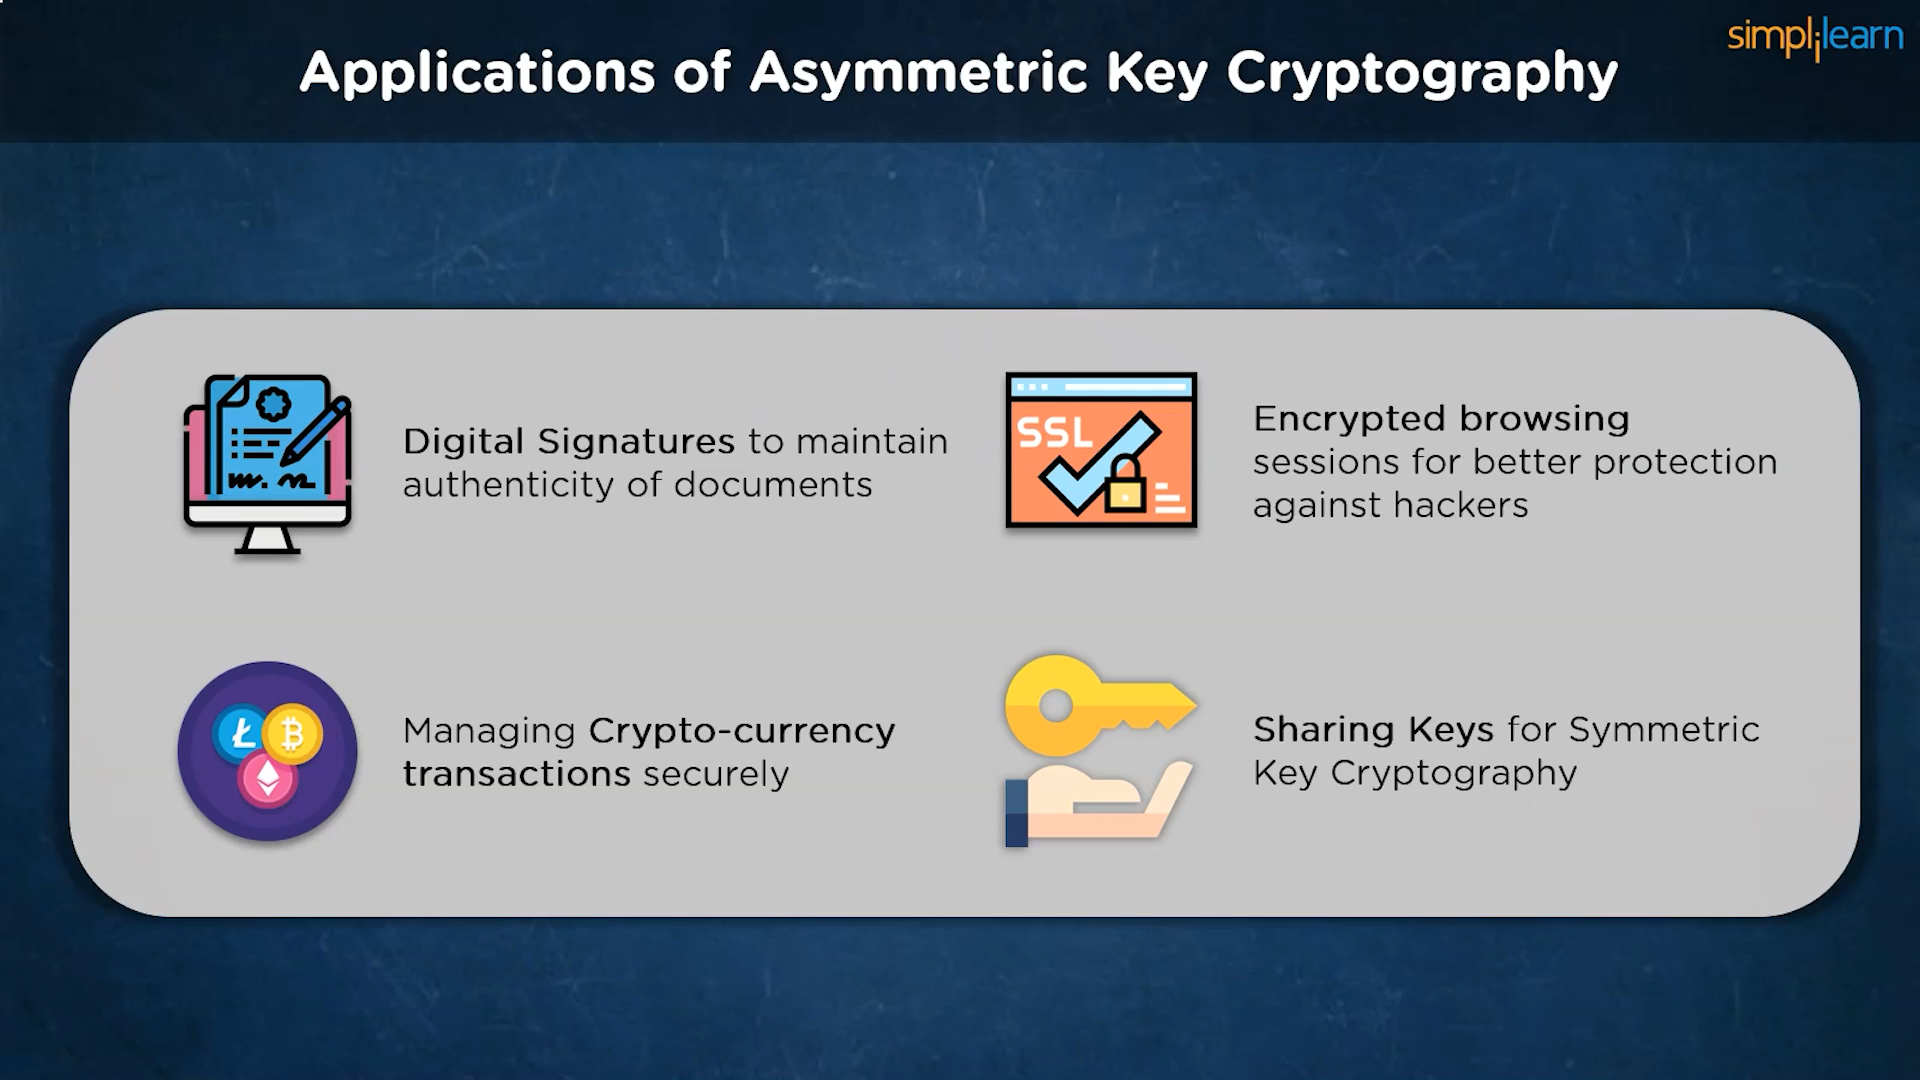 simplilearn
Applications of Asymmetric Key Cryptography
Digital Signatures to maintain
authenticity of documents
SSL
Encrypted browsing
sessions for better protection
against hackers
Managing Crypto-currency
transactions securely
Sharing Keys for Symmetric
Key Cryptography